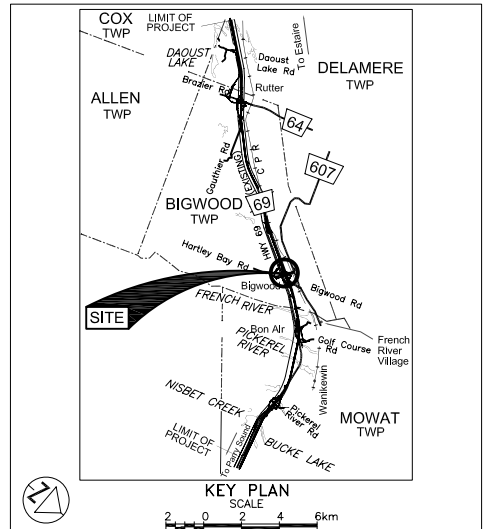 COX
TWP
LIMIT OF
PROJECT
To Estaire
DAOUST
LAKE
Daoust
Lake Rd
DELAMERE
TWP
Brazier Rd
Rutter
ALLEN
TWP
64
Gauthier Rd
(EXISTING)
CPR
607
BIGWOOD
TWP
69
HWY 69
Hartley Bay Rd
Bigwood
Bigwood Rd
SITE
FRENCH RIVER
Bon Air
PICKEREL
RIVER
Golf Course
Rd
French
River
Village
Wanikewin
NISBET CREEK
Pickerel
River Rd
MOWAT
TWP
LIMIT OF
PROJECT
To Parry Sound
BUCKE LAKE
N
KEY PLAN
SCALE
2 0 2 4 6km